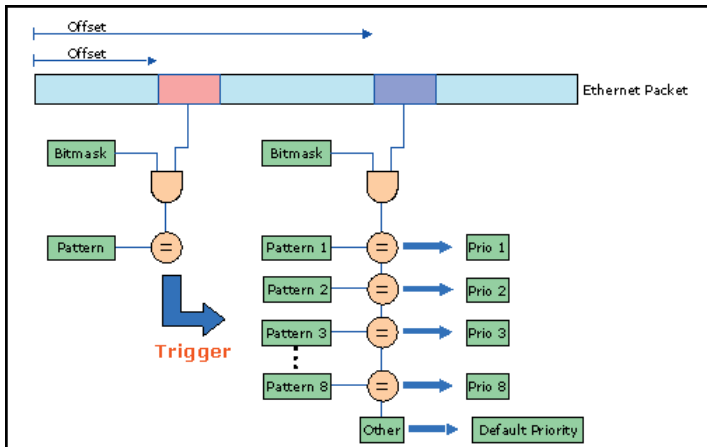 Offset
Offset
Ethernet Packet
Bitmask
Bitmask
Pattern
=
Pattern 1
=
Prio 1
Pattern 2
=
Prio 2
Trigger
Pattern 3
=
Prio 3
Pattern 8
=
Prio 8
Other
Default Priority